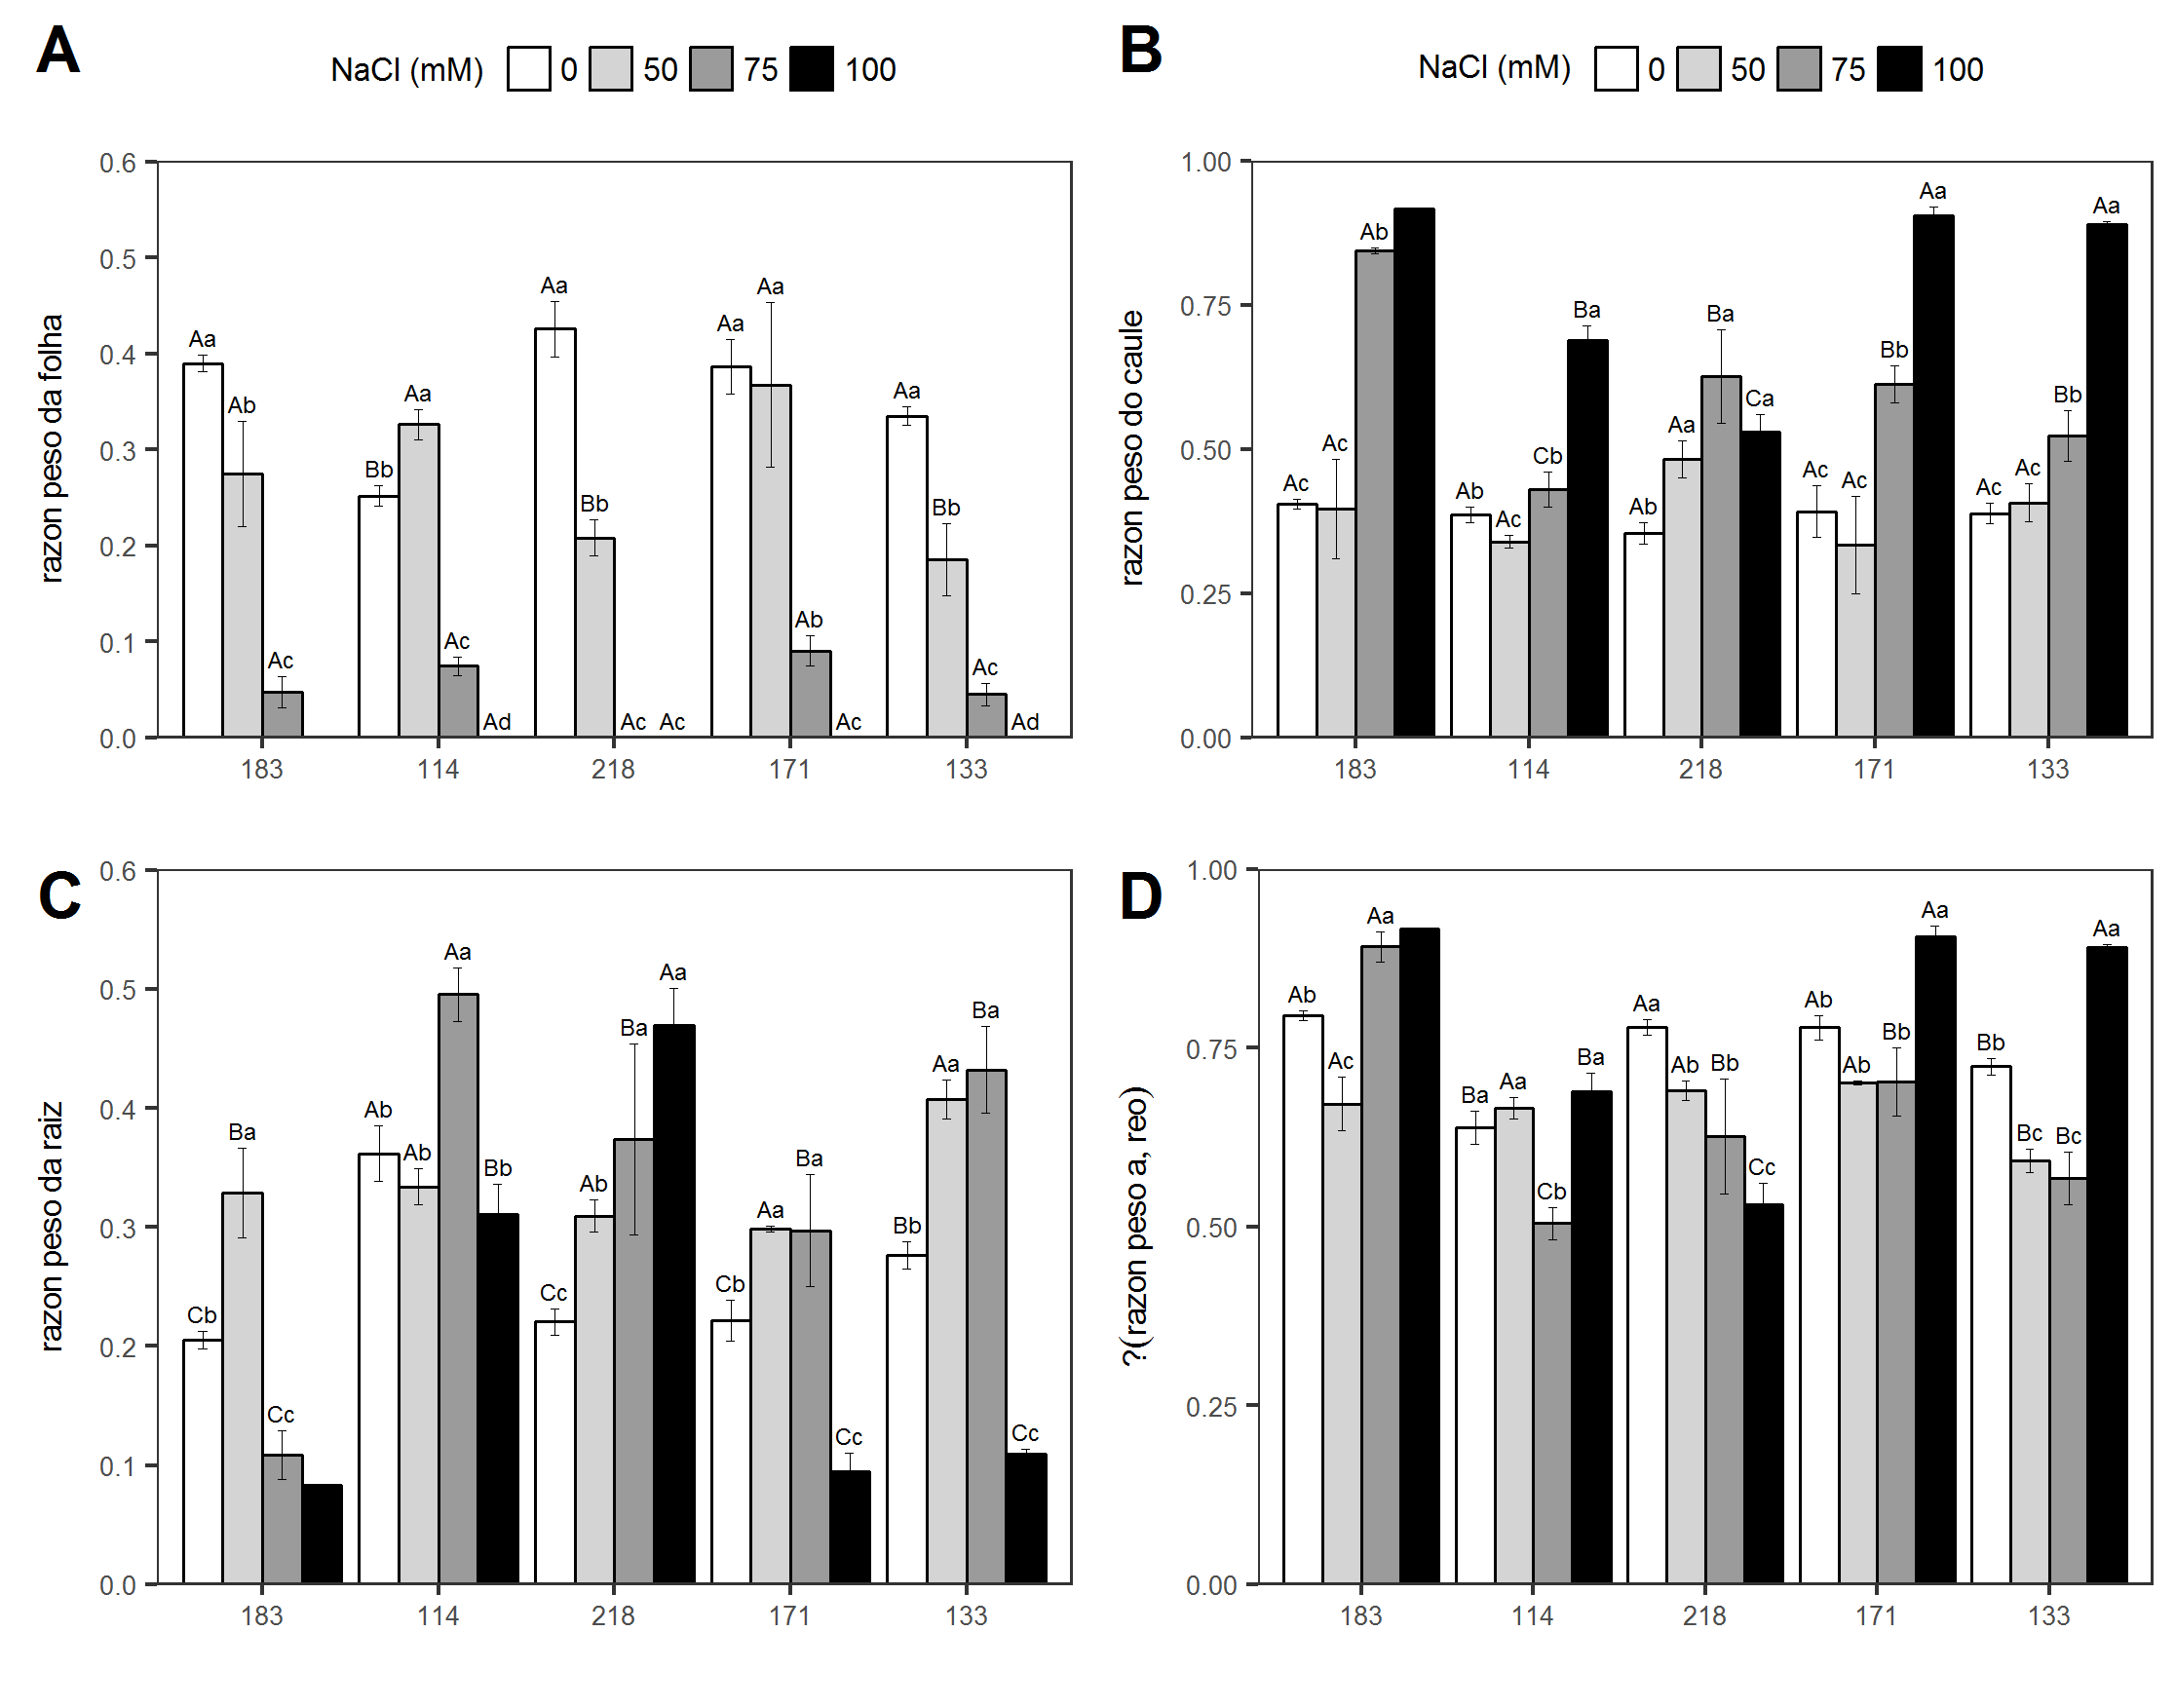 A
NaCl (mM) 0 50 75 100
razon peso da folha
0.6
0.5
0.4
0.3
0.2
0.1
0.0
Aa Ab Ac
Bb Aa Ac Ad
Aa Bb Ac Ac
Aa Aa Ab Ac
Aa Bb Ac Ad
183 114 218 171 133
B
NaCl (mM) 0 50 75 100
razon peso do caule
1.00
0.75
0.50
0.25
0.00
Ac Ac Ab
Ab Ac Cb Ba
Ab Aa Ba Ca
Ac Ac Bb Aa
Ac Ac Bb Aa
183 114 218 171 133
C
razon peso da raiz
0.6
0.5
0.4
0.3
0.2
0.1
0.0
Cb Ba Cc
Ab Ab Aa Bb
Cc Ab Ba Aa
Cb Aa Ba Cc
Bb Aa Ba Cc
183 114 218 171 133
D
?(razon peso a, reo)
1.00
0.75
0.50
0.25
0.00
Ab Ac Aa
Ba Aa Cb Ba
Aa Ab Bb Cc
Ab Ab Bb Aa
Bb Bc Bc Aa
183 114 218 171 133